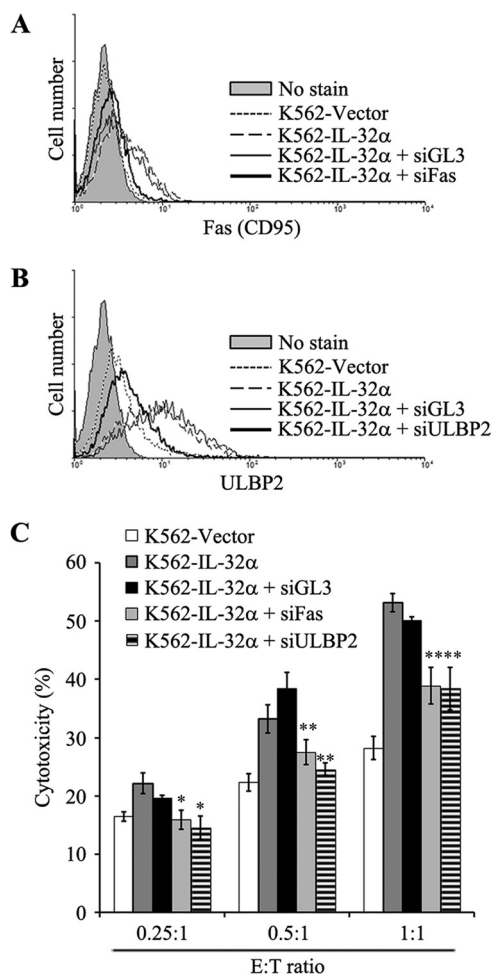 A
Cell number
No stain
K562-Vector
K562-IL-32α
K562-IL-32α + siGL3
K562-IL-32α + siFas
10⁰ 10¹ 10² 10³ 10⁴
Fas (CD95)
B
Cell number
No stain
K562-Vector
K562-IL-32α
K562-IL-32α + siGL3
K562-IL-32α + siULBP2
10⁰ 10¹ 10² 10³ 10⁴
ULBP2
C
K562-Vector
K562-IL-32α
K562-IL-32α + siGL3
K562-IL-32α + siFas
K562-IL-32α + siULBP2
Cytotoxicity (%)
60
50
40
30
20
10
0
* *
** **
****
0.25:1 0.5:1 1:1
E:T ratio